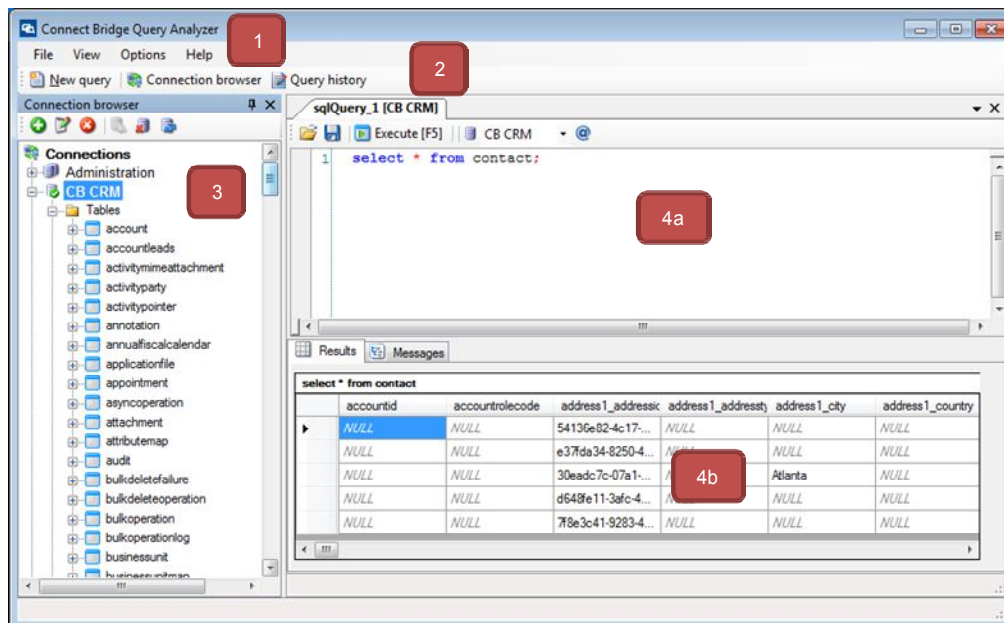 Connect Bridge Query Analyzer
1
File View Options Help
2
New query Connection browser Query history
Connection browser
sqlQuery_1 [CB CRM]
Execute [F5] CB CRM @
Connections
1 select * from contact;
Administration
3
CB CRM
4a
Tables
account
accountleads
activitymimeattachment
activityparty
activitypointer
annotation
annualfiscalcalendar
applicationfile
appointment
asyncoperation
attachment
attributemap
audit
bulkdeletefailure
bulkdeleteoperation
bulkoperation
bulkoperationlog
businessunit
businessunitmap
Results Messages
select * from contact
accountid accountrolecode address1_addressic address1_addressty address1_city address1_country
NULL NULL 54136e82-4c17-... NULL NULL NULL
NULL NULL e37fda34-8250-4... NULL NULL
NULL NULL 30eadc7c-07a1-... Atlanta NULL
4b
NULL NULL d648fe11-3afc-4... NULL NULL
NULL NULL 7f8e3c41-9283-4... NULL NULL NULL